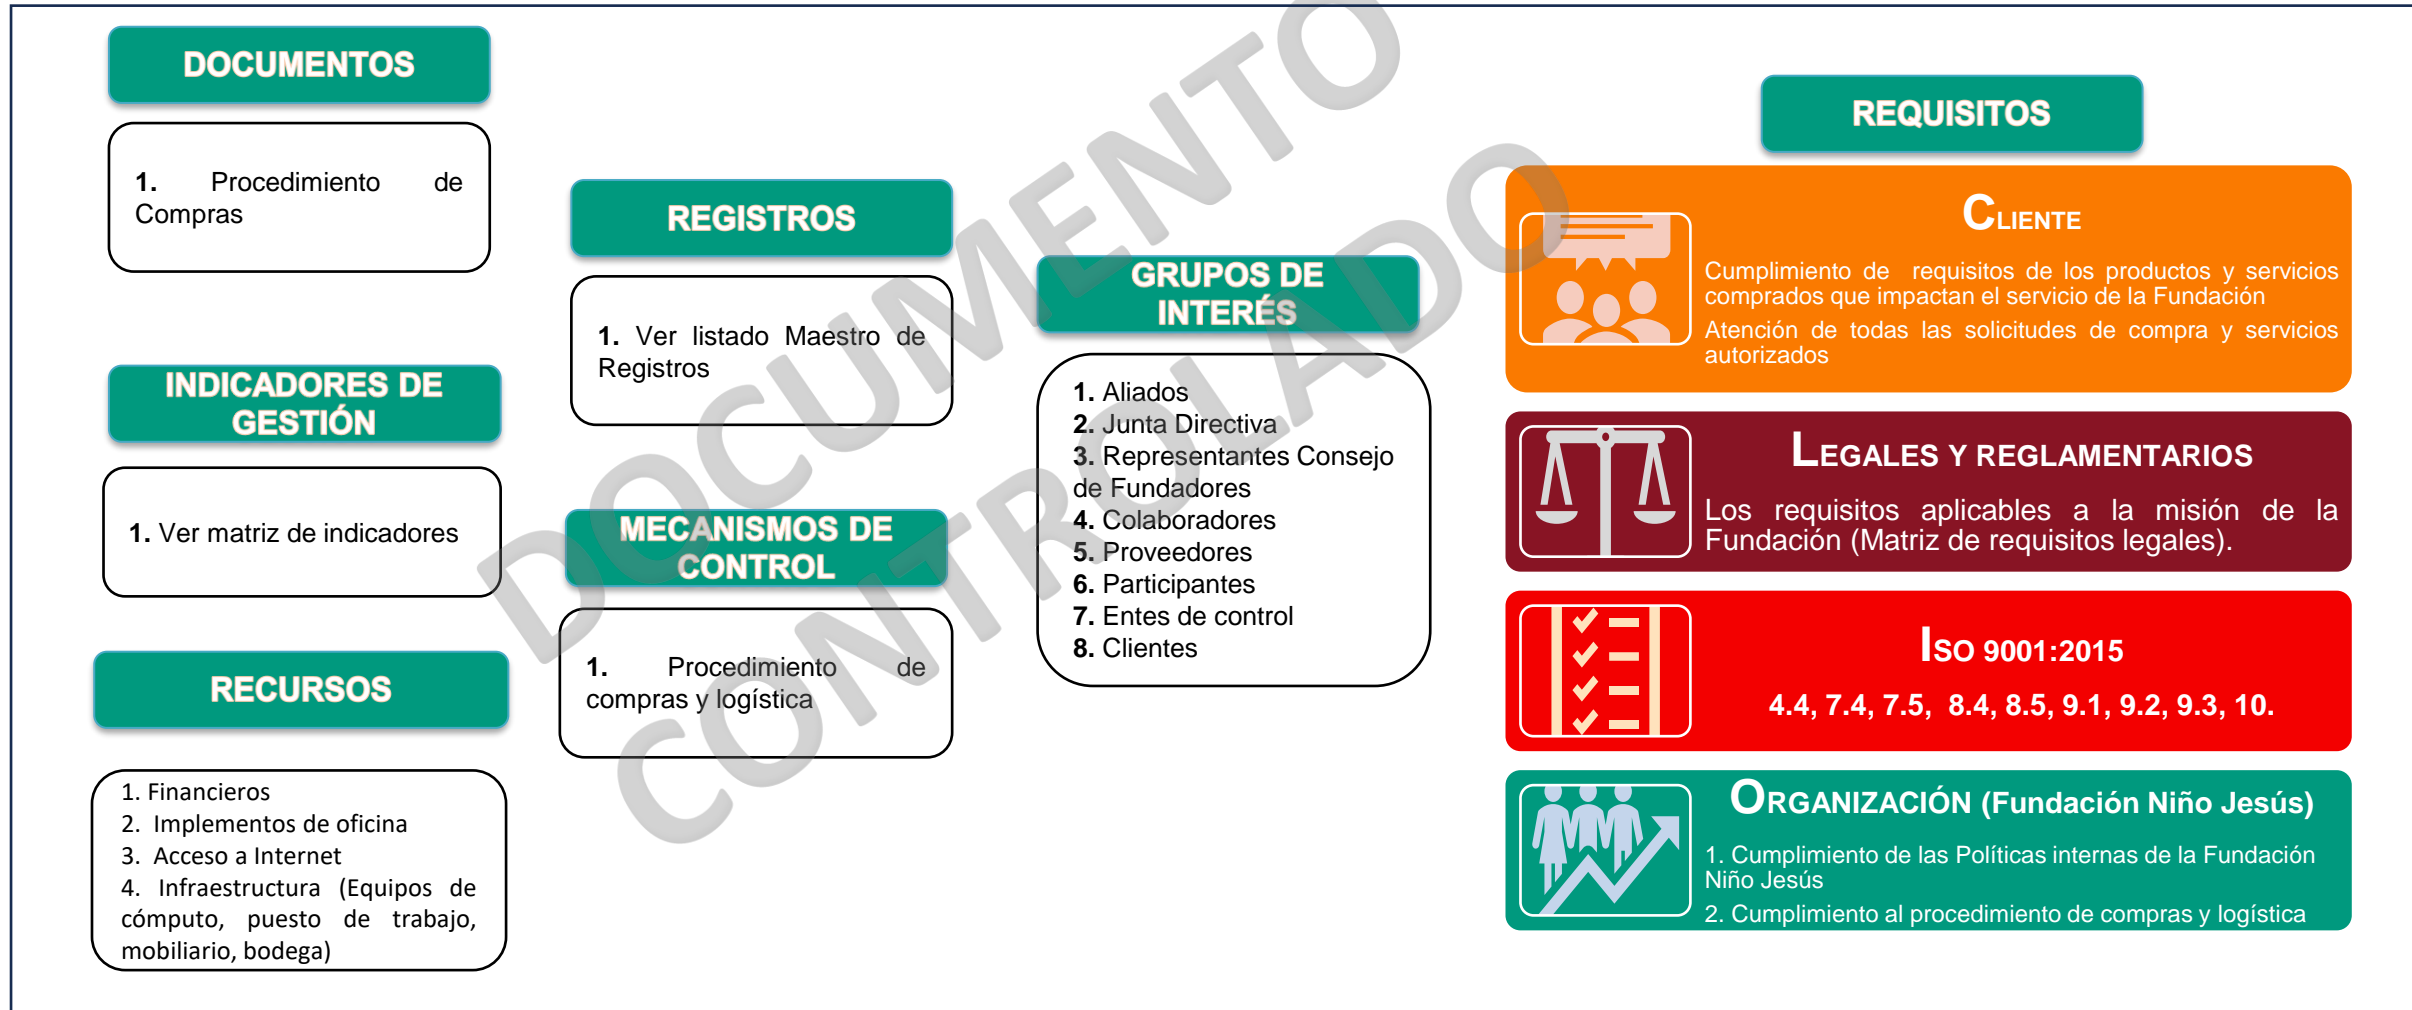 DOCUMENTOS
1. Procedimiento de
Compras
INDICADORES DE
GESTIÓN
1. Ver matriz de indicadores
RECURSOS
1. Financieros
2. Implementos de oficina
3. Acceso a Internet
4. Infraestructura (Equipos de
cómputo, puesto de trabajo,
mobiliario, bodega)
REGISTROS
1. Ver listado Maestro de
Registros
MECANISMOS DE
CONTROL
1. Procedimiento de
compras y logística
GRUPOS DE
INTERÉS
1. Aliados
2. Junta Directiva
3. Representantes Consejo
de Fundadores
4. Colaboradores
5. Proveedores
6. Participantes
7. Entes de control
8. Clientes
REQUISITOS
CLIENTE
Cumplimiento de requisitos de los productos y servicios
comprados que impactan el servicio de la Fundación
Atención de todas las solicitudes de compra y servicios
autorizados
LEGALES Y REGLAMENTARIOS
Los requisitos aplicables a la misión de la
Fundación (Matriz de requisitos legales).
ISO 9001:2015
4.4, 7.4, 7.5, 8.4, 8.5, 9.1, 9.2, 9.3, 10.
ORGANIZACIÓN (Fundación Niño Jesús)
1. Cumplimiento de las Políticas internas de la Fundación
Niño Jesús
2. Cumplimiento al procedimiento de compras y logística
DOCUMENTO
CONTROLADO